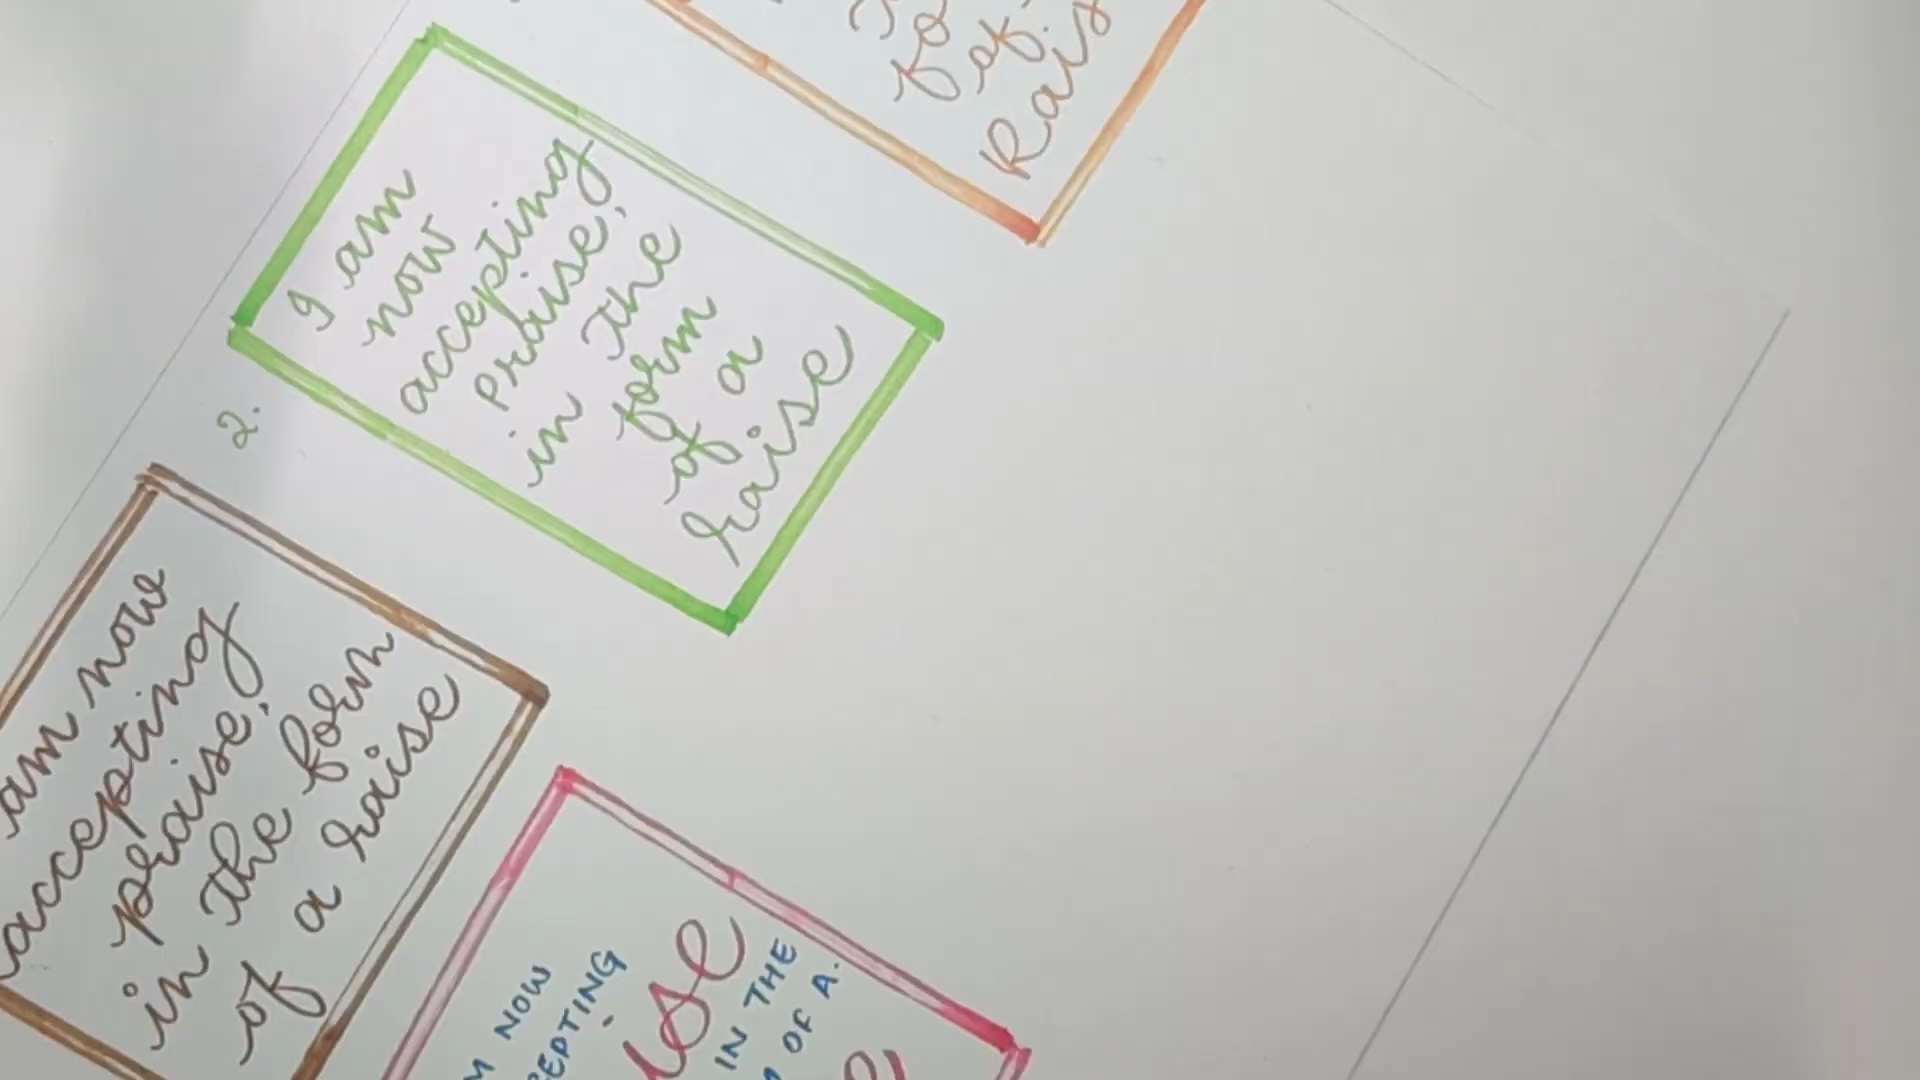 of
Rais
I am
now
accepting
praise,
in the
form
of a
raise
2.
am now
accepting
praise,
in the form
of a raise
NOW
IN THE
OF A